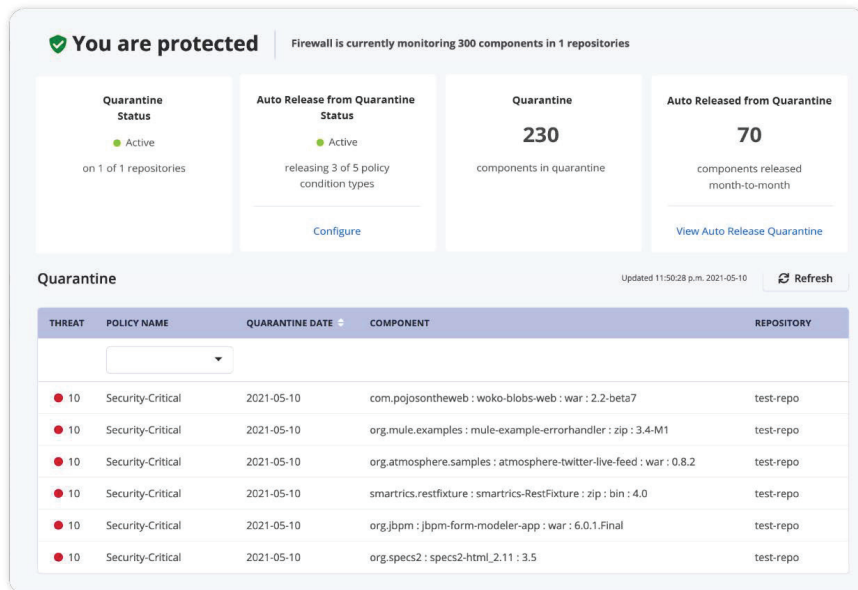 You are protected
Firewall is currently monitoring 300 components in 1 repositories
Quarantine
Status
Active
on 1 of 1 repositories
Auto Release from Quarantine
Status
Active
releasing 3 of 5 policy
condition types
Configure
Quarantine
230
components in quarantine
Auto Released from Quarantine
70
components released
month-to-month
View Auto Release Quarantine
Quarantine
Updated 11:50:28 p.m. 2021-05-10
Refresh
THREAT POLICY NAME QUARANTINE DATE COMPONENT REPOSITORY
10 Security-Critical 2021-05-10 com.pojosontheweb : woko-blobs-web : war : 2.2-beta7 test-repo
10 Security-Critical 2021-05-10 org.mule.examples : mule-example-errorhandler : zip : 3.4-M1 test-repo
10 Security-Critical 2021-05-10 org.atmosphere.samples : atmosphere-twitter-live-feed : war : 0.8.2 test-repo
10 Security-Critical 2021-05-10 smartrics.restfixture : smartrics-RestFixture : zip : bin : 4.0 test-repo
10 Security-Critical 2021-05-10 org.jbpm : jbpm-form-modeler-app : war : 6.0.1.Final test-repo
10 Security-Critical 2021-05-10 org.specs2 : specs2-html_2.11 : 3.5 test-repo